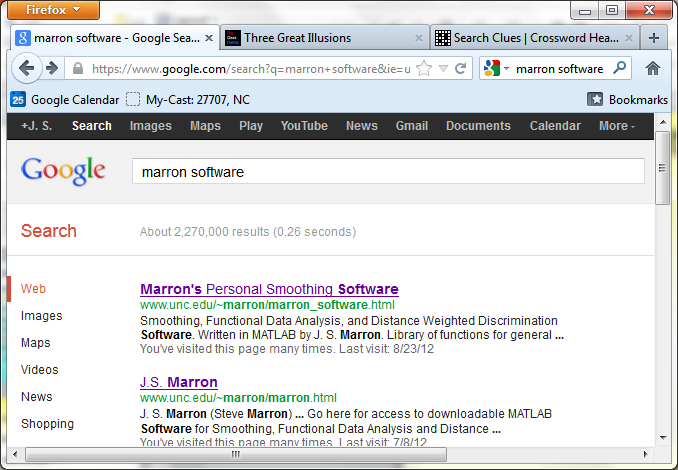 Firefox
marron software - Google Sea...
Three Great Illusions
Search Clues | Crossword Hea...
https://www.google.com/search?q=marron+software&ie=u
marron software
25 Google Calendar
My-Cast: 27707, NC
Bookmarks
+J. S. Search Images Maps Play YouTube News Gmail Documents Calendar More
Google
marron software
Search
About 2,270,000 results (0.26 seconds)
Web
Images
Maps
Videos
News
Shopping
Marron's Personal Smoothing Software
www.unc.edu/~marron/marron_software.html
Smoothing, Functional Data Analysis, and Distance Weighted Discrimination
Software. Written in MATLAB by J. S. Marron. Library of functions for general ...
You've visited this page many times. Last visit: 8/23/12
J.S. Marron
www.unc.edu/~marron/marron.html
J. S. Marron (Steve Marron) ... Go here for access to downloadable MATLAB
Software for Smoothing, Functional Data Analysis and Distance ...
You've visited this page many times. Last visit: 7/8/12